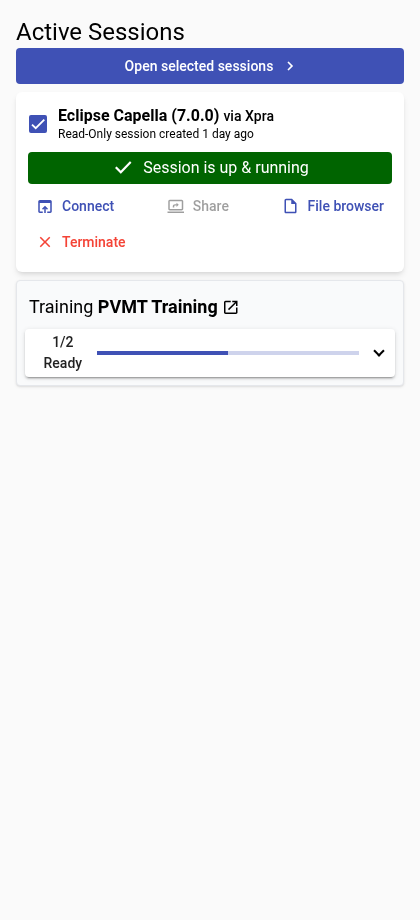 Active Sessions
Open selected sessions
Eclipse Capella (7.0.0) via Xpra
Read-Only session created 1 day ago
Session is up & running
Connect
Share
File browser
Terminate
Training PVMT Training
1/2
Ready